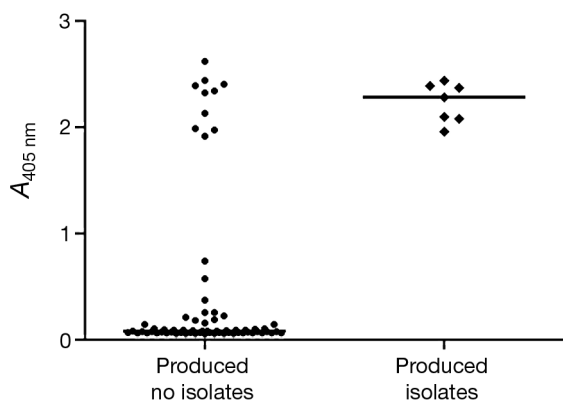 3
2
1
0
A405 nm
Produced
no isolates
Produced
isolates